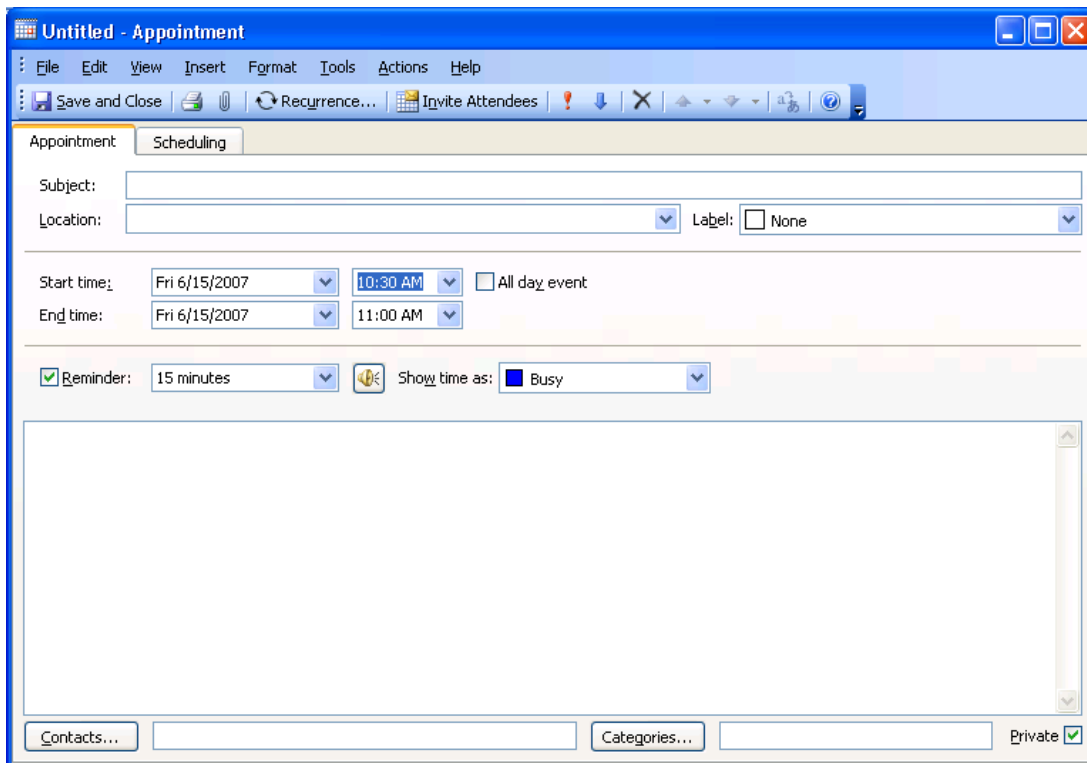 Untitled - Appointment
File Edit View Insert Format Tools Actions Help
Save and Close Recurrence... Invite Attendees
Appointment Scheduling
Subject:
Location: Label: None
Start time: Fri 6/15/2007 10:30 AM All day event
End time: Fri 6/15/2007 11:00 AM
Reminder: 15 minutes Show time as: Busy
Contacts... Categories... Private